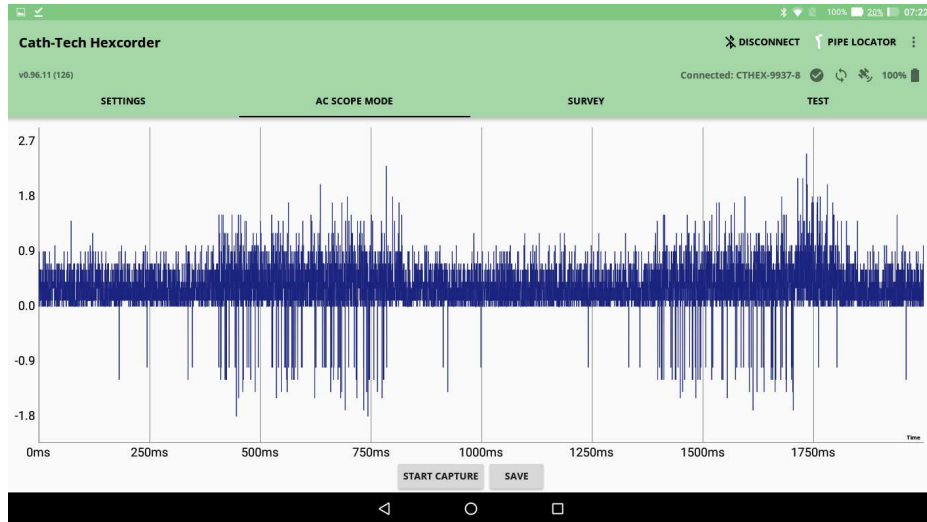 100% 20% 07:22
Cath-Tech Hexcorder
DISCONNECT
PIPE LOCATOR
v0.96.11 (126)
Connected: CTHEX-9937-8
100%
SETTINGS
AC SCOPE MODE
SURVEY
TEST
2.7
1.8
0.9
0.0
-0.9
-1.8
Time
0ms
250ms
500ms
750ms
1000ms
1250ms
1500ms
1750ms
START CAPTURE
SAVE